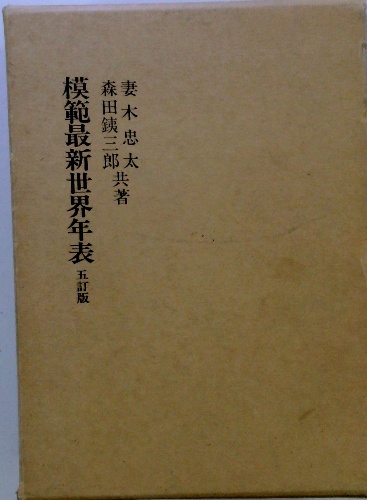 妻木忠太
森田鉄三郎共著
模範最新世界年表 五訂版